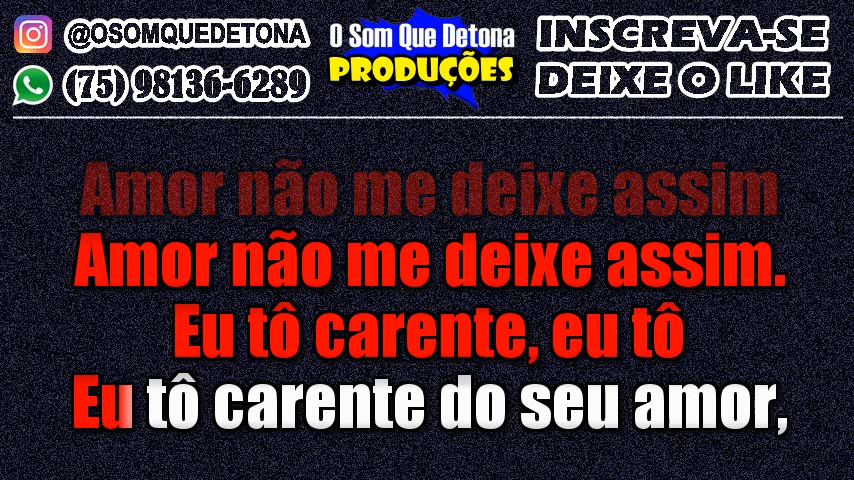 @OSOMQUEDETONA
(75) 98136-6289
O Som Que Detona
PRODUÇÕES
INSCREVA-SE
DEIXE O LIKE
Amor não me deixe assim
Amor não me deixe assim.
Eu tô carente, eu tô
Eu tô carente do seu amor,